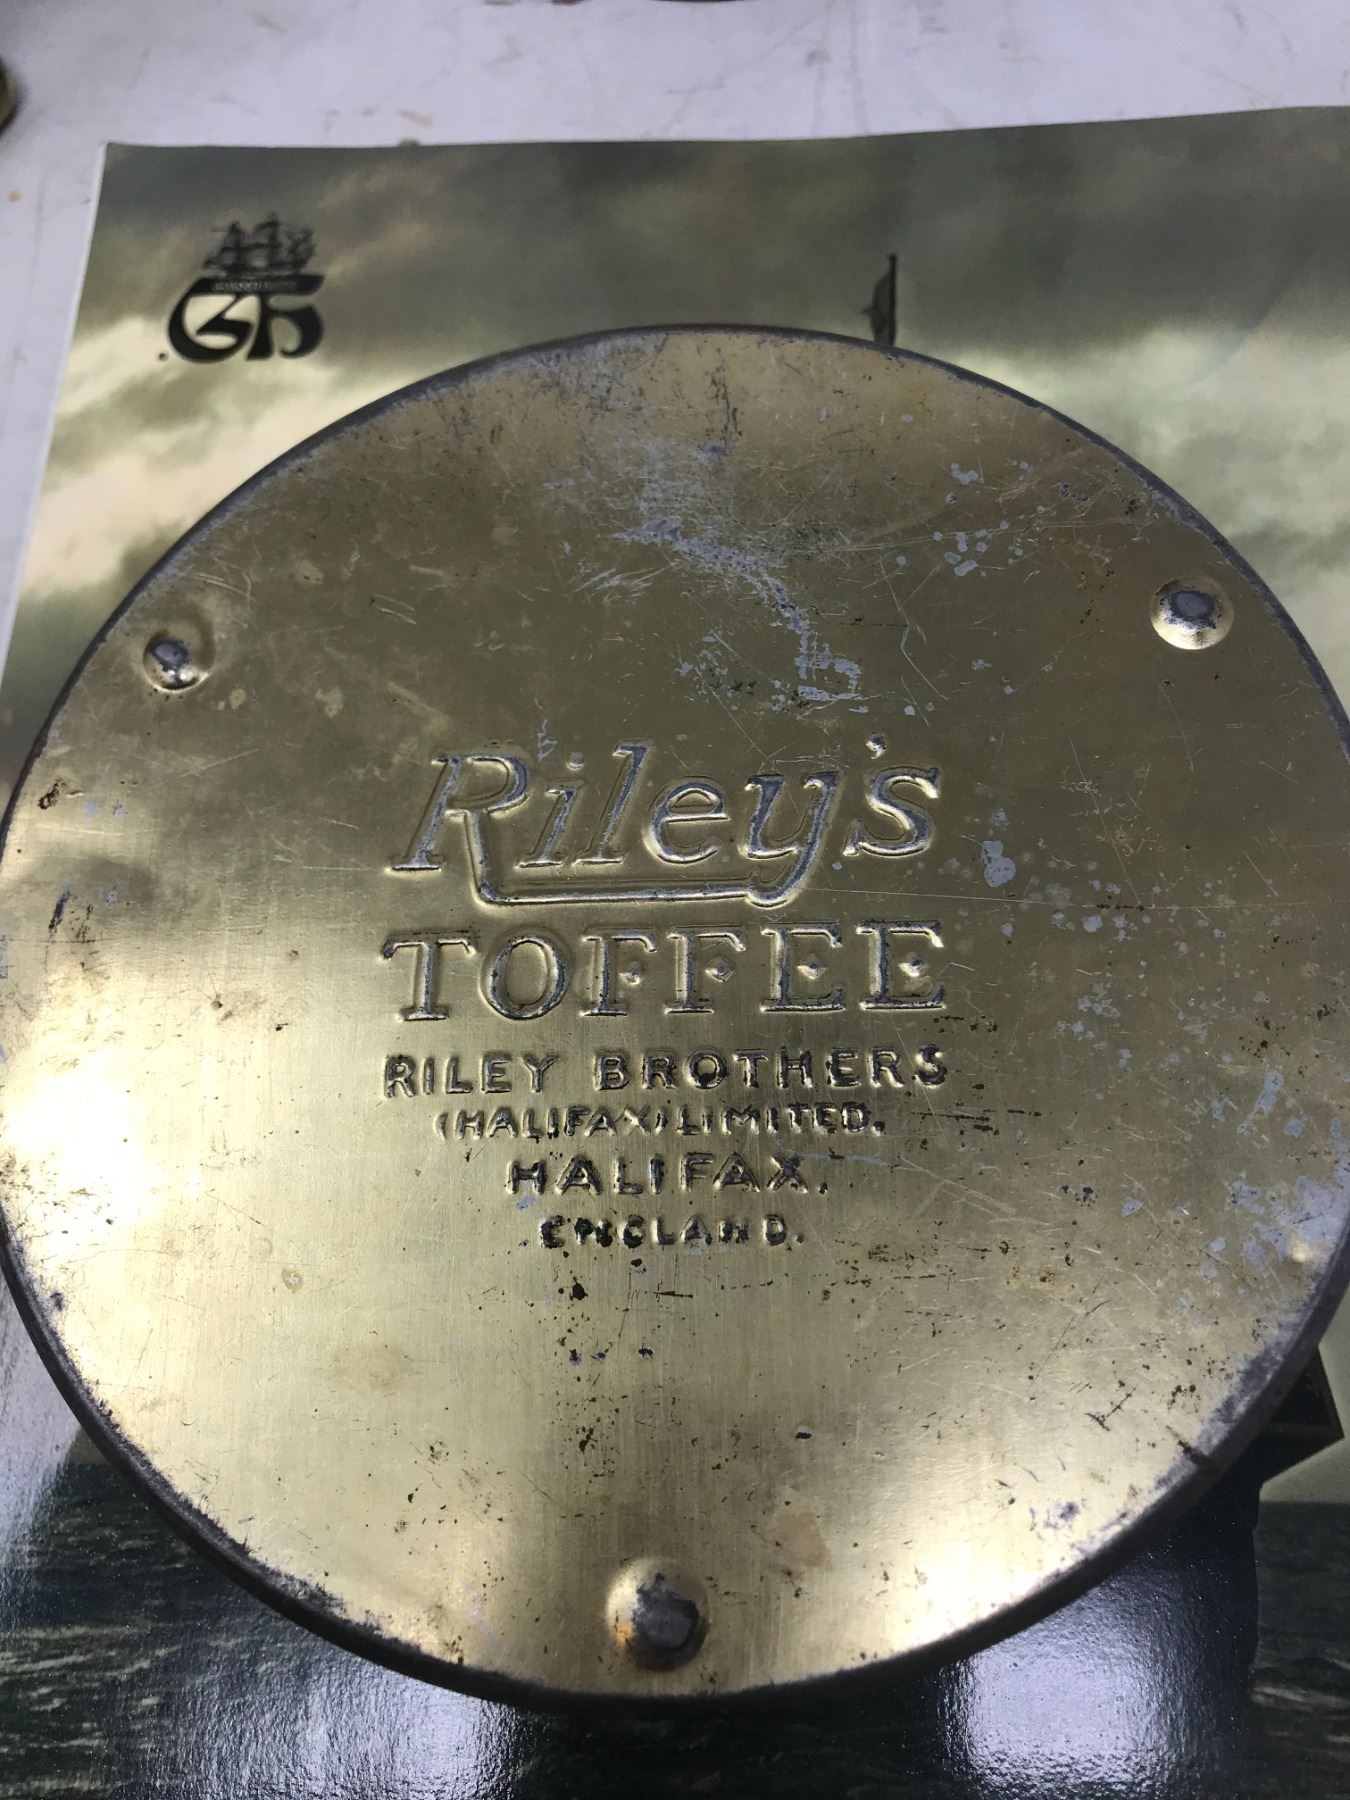 Riley's
TOFFEE
RILEY BROTHERS
(HALIFAX) LIMITED.
HALIFAX.
ENGLAND.